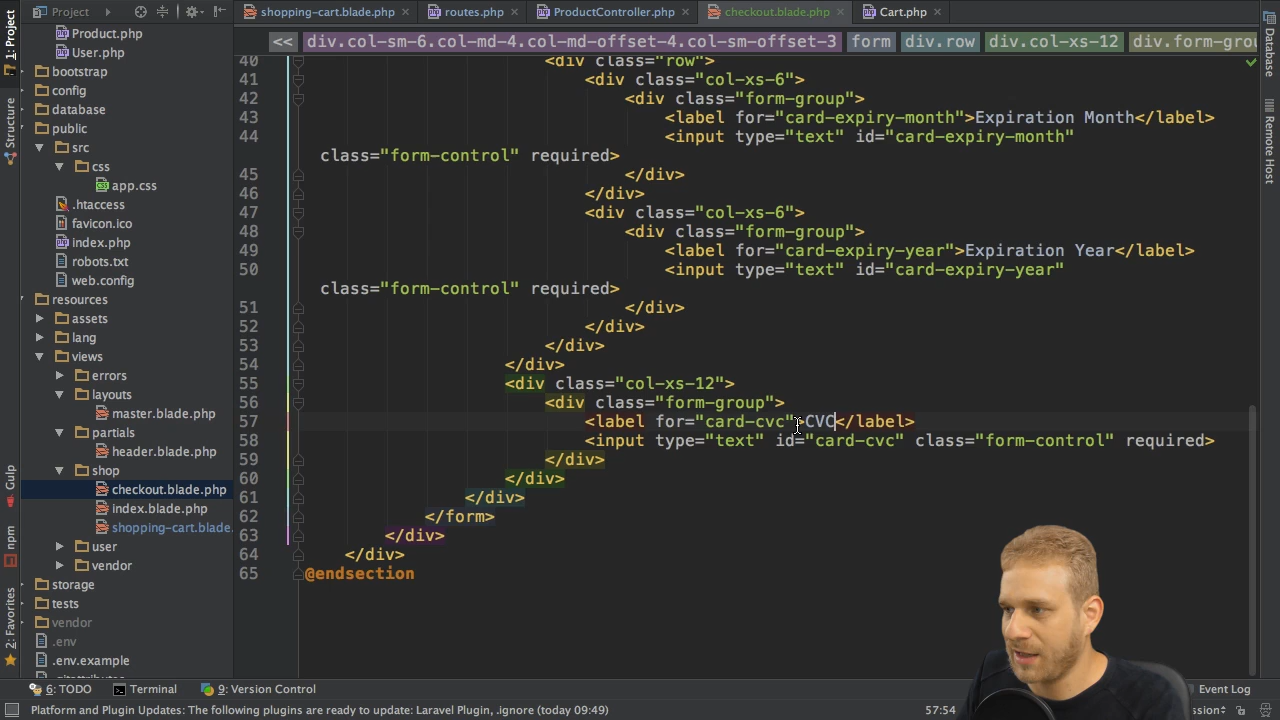 1: Project
Structure
Gulp
npm
2: Favorites
Project
Product.php
User.php
bootstrap
config
database
public
src
css
app.css
.htaccess
favicon.ico
index.php
robots.txt
web.config
resources
assets
lang
views
errors
layouts
master.blade.php
partials
header.blade.php
shop
checkout.blade.php
index.blade.php
shopping-cart.blade.
user
vendor
storage
tests
vendor
.env
.env.example
shopping-cart.blade.php
routes.php
ProductController.php
checkout.blade.php
Cart.php
<< div.col-sm-6.col-md-4.col-md-offset-4.col-sm-offset-3 form div.row div.col-xs-12 div.form-grou
40 <div class="row">
41 <div class="col-xs-6">
42 <div class="form-group">
43 <label for="card-expiry-month">Expiration Month</label>
44 <input type="text" id="card-expiry-month"
class="form-control" required>
45 </div>
46 </div>
47 <div class="col-xs-6">
48 <div class="form-group">
49 <label for="card-expiry-year">Expiration Year</label>
50 <input type="text" id="card-expiry-year"
class="form-control" required>
51 </div>
52 </div>
53 </div>
54 </div>
55 <div class="col-xs-12">
56 <div class="form-group">
57 <label for="card-cvc">CVC</label>
58 <input type="text" id="card-cvc" class="form-control" required>
59 </div>
60 </div>
61 </div>
62 </form>
63 </div>
64 </div>
65 @endsection
Database
Remote Host
6: TODO
Terminal
9: Version Control
Event Log
Platform and Plugin Updates: The following plugins are ready to update: Laravel Plugin, .ignore (today 09:49)
57:54